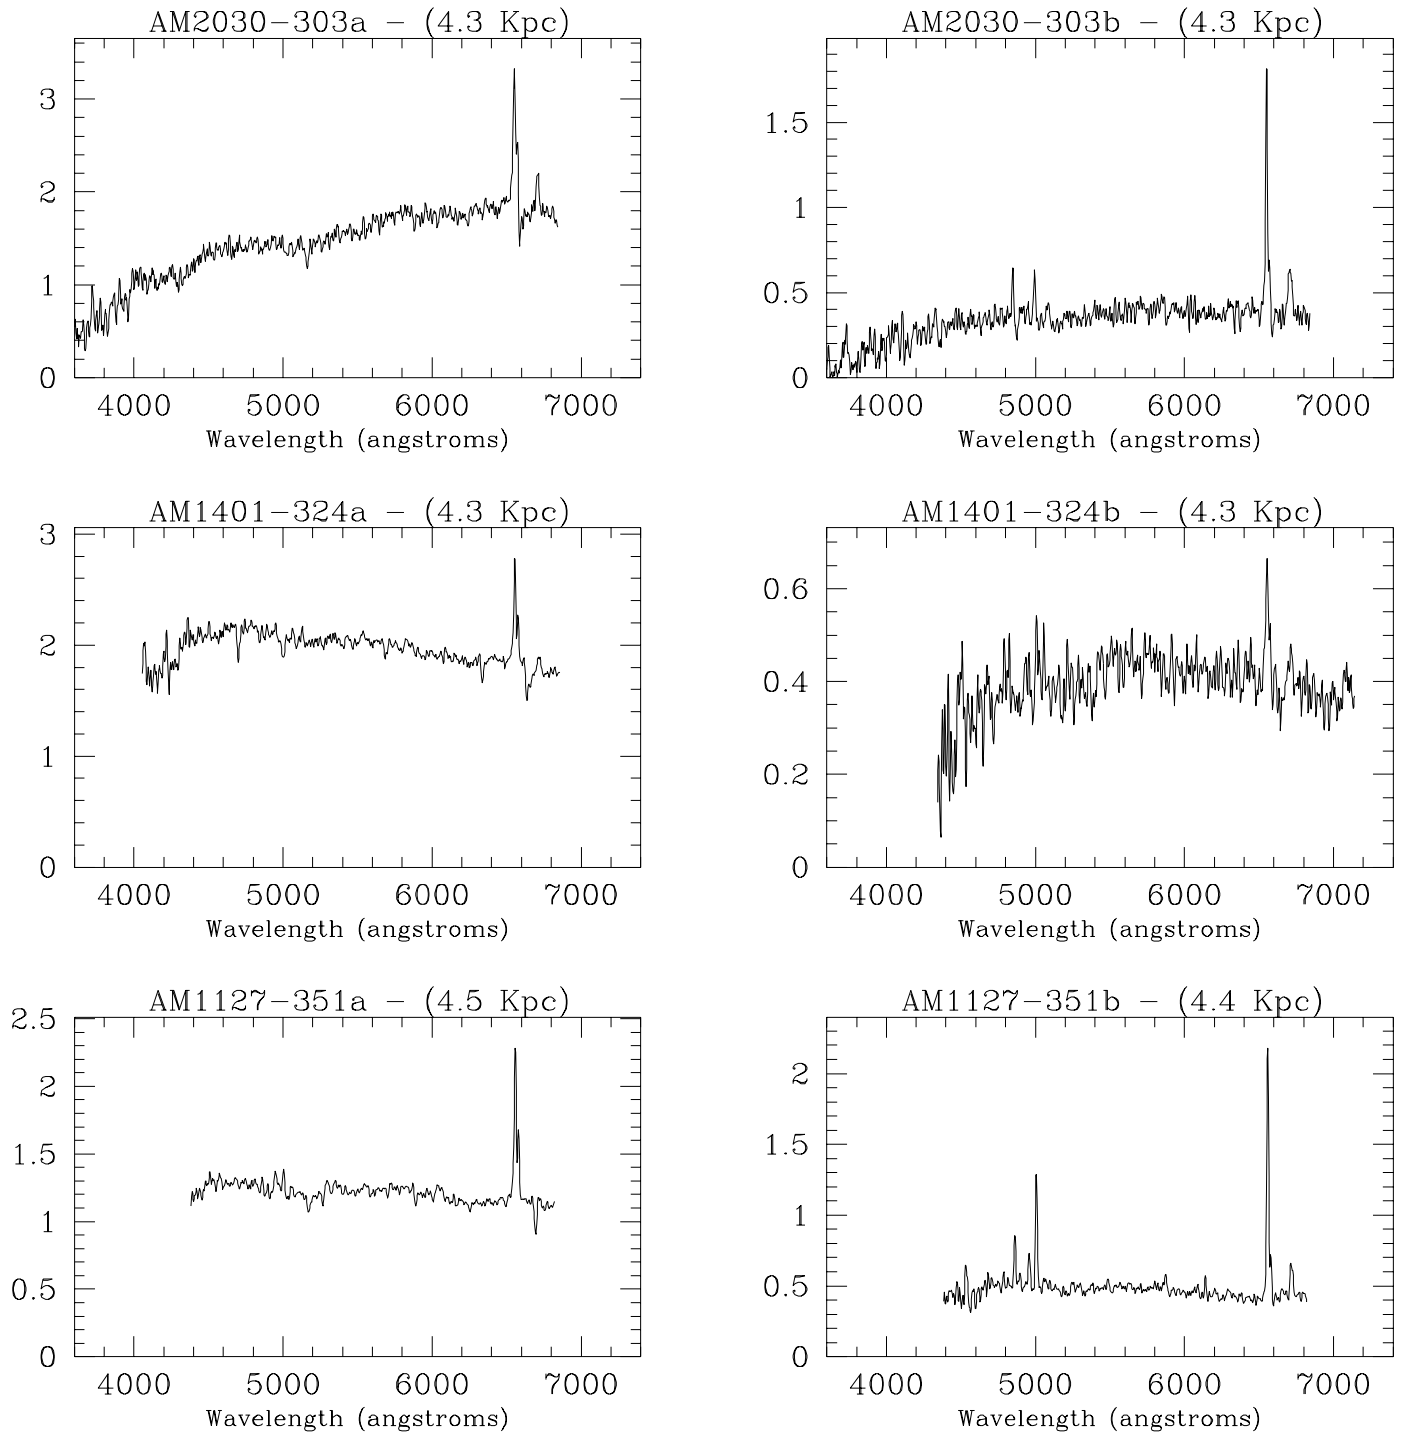 AM2030-303a - (4.3 Kpc)
3
2
1
0
4000 5000 6000 7000
Wavelength (angstroms)
AM2030-303b - (4.3 Kpc)
1.5
1
0.5
0
4000 5000 6000 7000
Wavelength (angstroms)
AM1401-324a - (4.3 Kpc)
3
2
1
0
4000 5000 6000 7000
Wavelength (angstroms)
AM1401-324b - (4.3 Kpc)
0.6
0.4
0.2
0
4000 5000 6000 7000
Wavelength (angstroms)
AM1127-351a - (4.5 Kpc)
2.5
2
1.5
1
0.5
0
4000 5000 6000 7000
Wavelength (angstroms)
AM1127-351b - (4.4 Kpc)
2
1.5
1
0.5
0
4000 5000 6000 7000
Wavelength (angstroms)